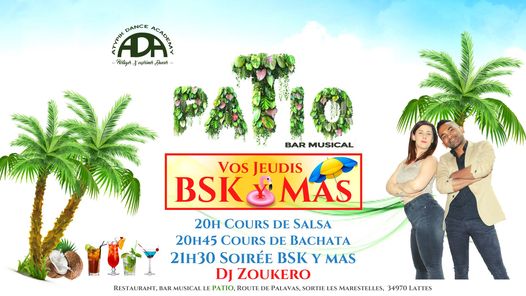 ATYPIK DANCE ACADEMY
ADA
PATIO
BAR MUSICAL
VOS JEUDIS
BSK Y MAS
20H COURS DE SALSA
20H45 COURS DE BACHATA
21H30 SOIRÉE BSK Y MAS
DJ ZOUKERO
RESTAURANT, BAR MUSICAL LE PATIO, ROUTE DE PALAVAS, SORTIE LES MARESTELLES, 34970 LATTES